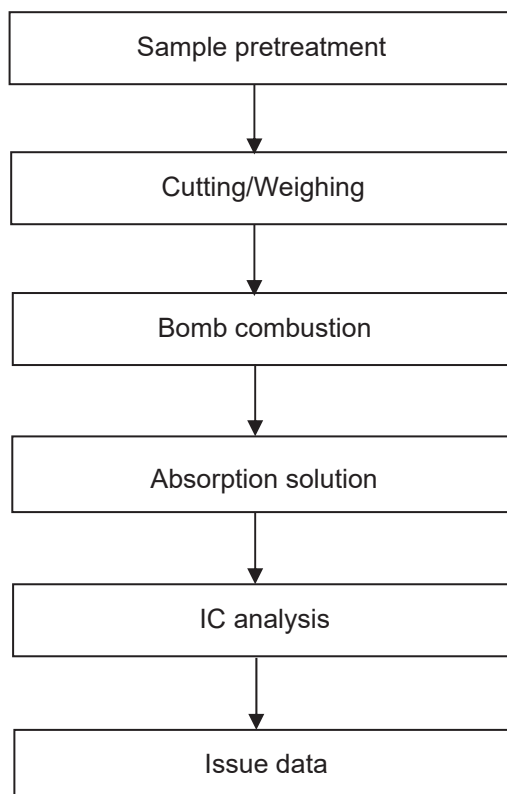 Sample pretreatment
Cutting/Weighing
Bomb combustion
Absorption solution
IC analysis
Issue data